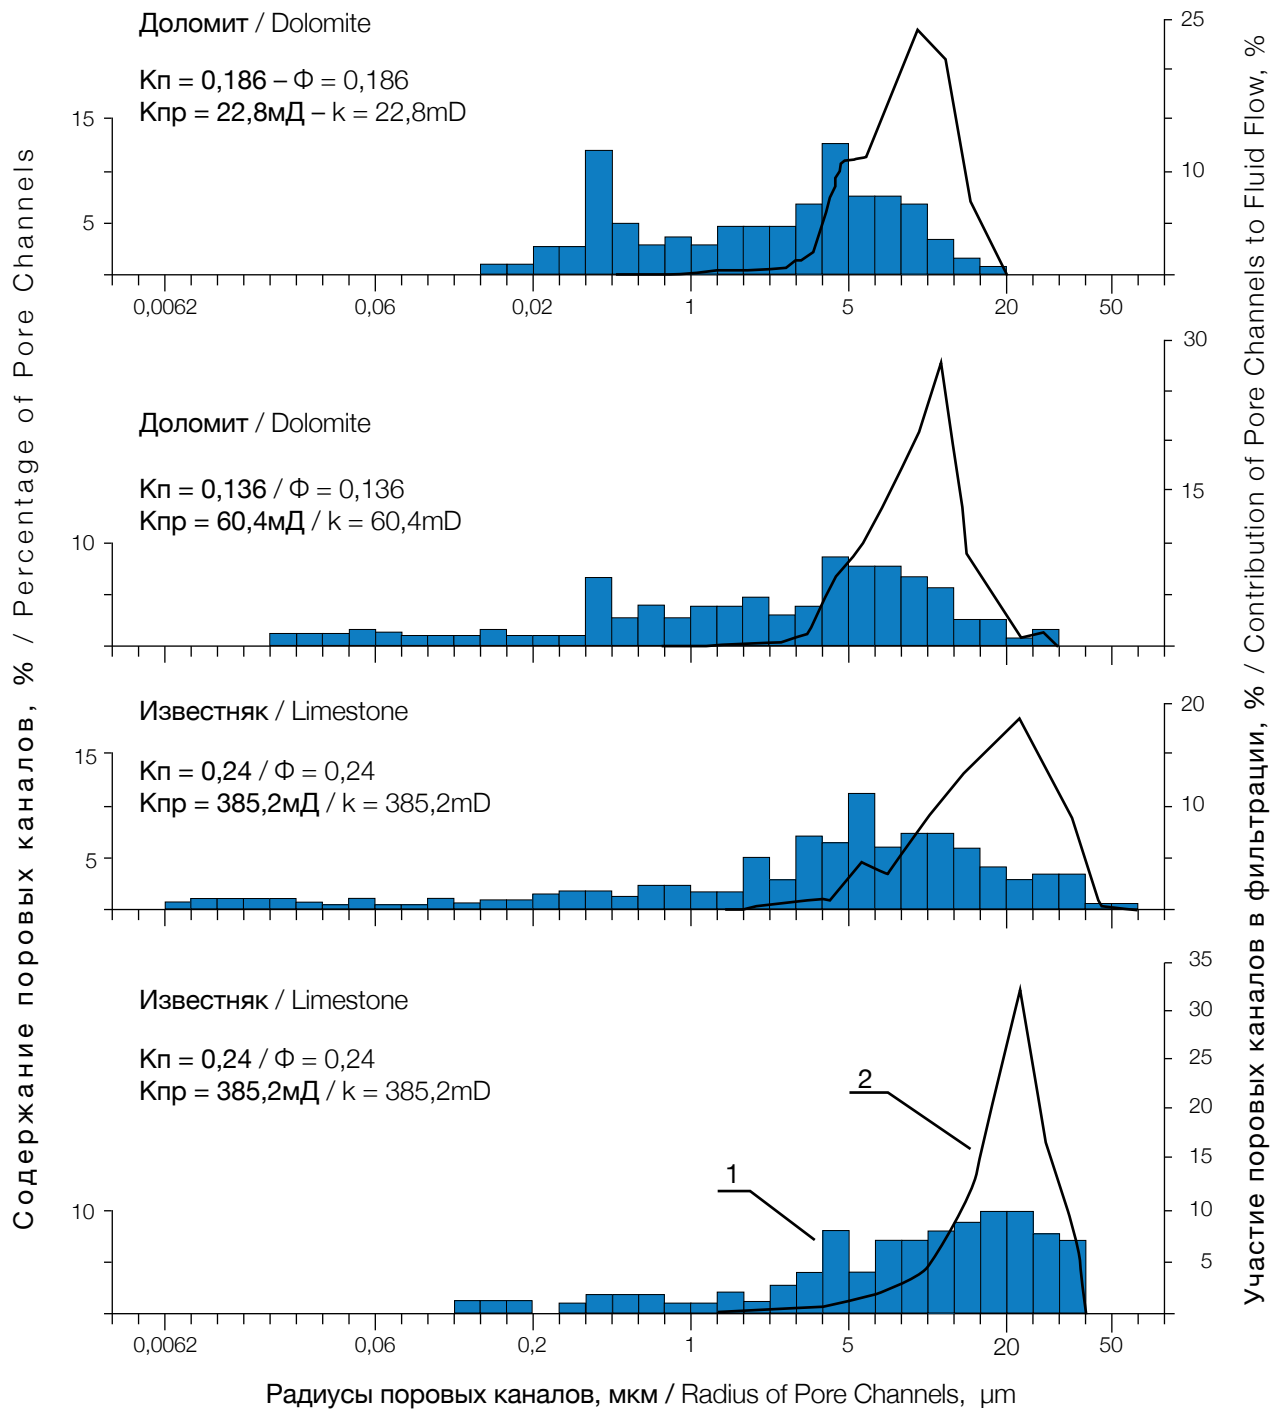 Доломит / Dolomite
Кп = 0,186 – Ф = 0,186
Кпр = 22,8мД – k = 22,8mD
15
5
25
10
0,0062
0,06
0,02
1
5
20
50
Доломит / Dolomite
Кп = 0,136 / Ф = 0,136
Кпр = 60,4мД / k = 60,4mD
10
30
15
Известняк / Limestone
Кп = 0,24 / Ф = 0,24
Кпр = 385,2мД / k = 385,2mD
15
5
20
10
Известняк / Limestone
Кп = 0,24 / Ф = 0,24
Кпр = 385,2мД / k = 385,2mD
1
2
10
35
30
25
20
15
10
5
0,0062
0,06
0,2
1
5
20
50
Радиусы поровых каналов, мкм / Radius of Pore Channels, µm
Содержание поровых каналов, % / Percentage of Pore Channels
Участие поровых каналов в фильтрации, % / Contribution of Pore Channels to Fluid Flow, %